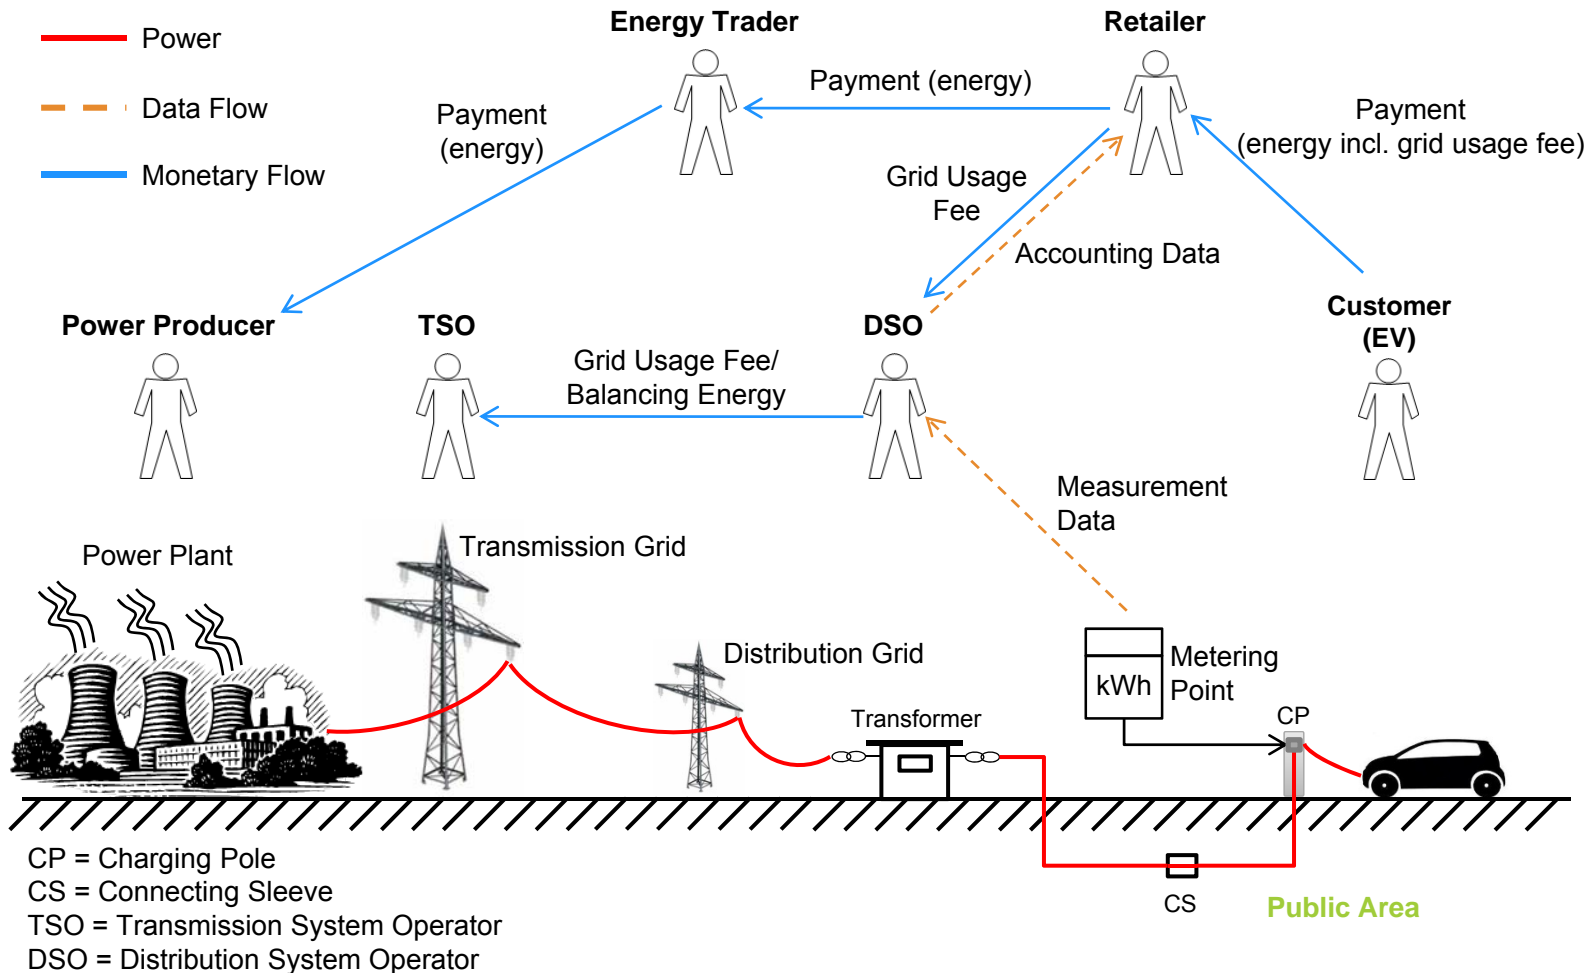 Power
Data Flow
Monetary Flow
Energy Trader
Retailer
Payment (energy)
Payment
(energy)
Payment
(energy incl. grid usage fee)
Grid Usage
Fee
Accounting Data
Power Producer
TSO
DSO
Customer
(EV)
Grid Usage Fee/
Balancing Energy
Measurement
Data
Power Plant
Transmission Grid
Distribution Grid
Transformer
kWh
Metering
Point
CP
CS
Public Area
CP = Charging Pole
CS = Connecting Sleeve
TSO = Transmission System Operator
DSO = Distribution System Operator